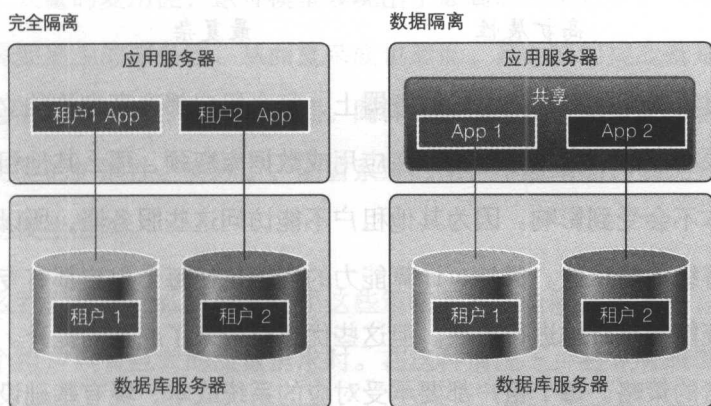 完全隔离
应用服务器
租户1 App
租户2 App
租户 1
租户 2
数据库服务器
数据隔离
应用服务器
共享
App 1
App 2
租户 1
租户 2
数据库服务器